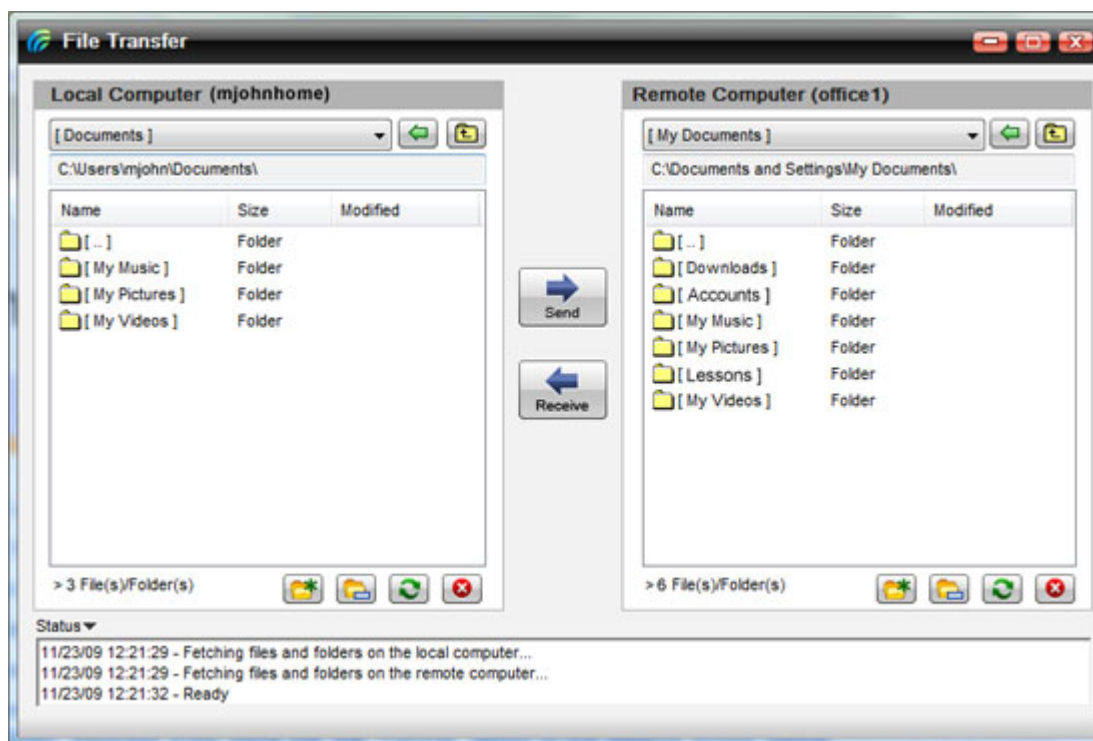 File Transfer
Local Computer (mjohnhome)
[ Documents ]
C:\Users\mjohn\Documents\
Name Size Modified
[ .. ] Folder
[ My Music ] Folder
[ My Pictures ] Folder
[ My Videos ] Folder
> 3 File(s)/Folder(s)
Send
Receive
Remote Computer (office1)
[ My Documents ]
C:\Documents and Settings\My Documents\
Name Size Modified
[ .. ] Folder
[ Downloads ] Folder
[ Accounts ] Folder
[ My Music ] Folder
[ My Pictures ] Folder
[ Lessons ] Folder
[ My Videos ] Folder
> 6 File(s)/Folder(s)
Status
11/23/09 12:21:29 - Fetching files and folders on the local computer...
11/23/09 12:21:29 - Fetching files and folders on the remote computer...
11/23/09 12:21:32 - Ready